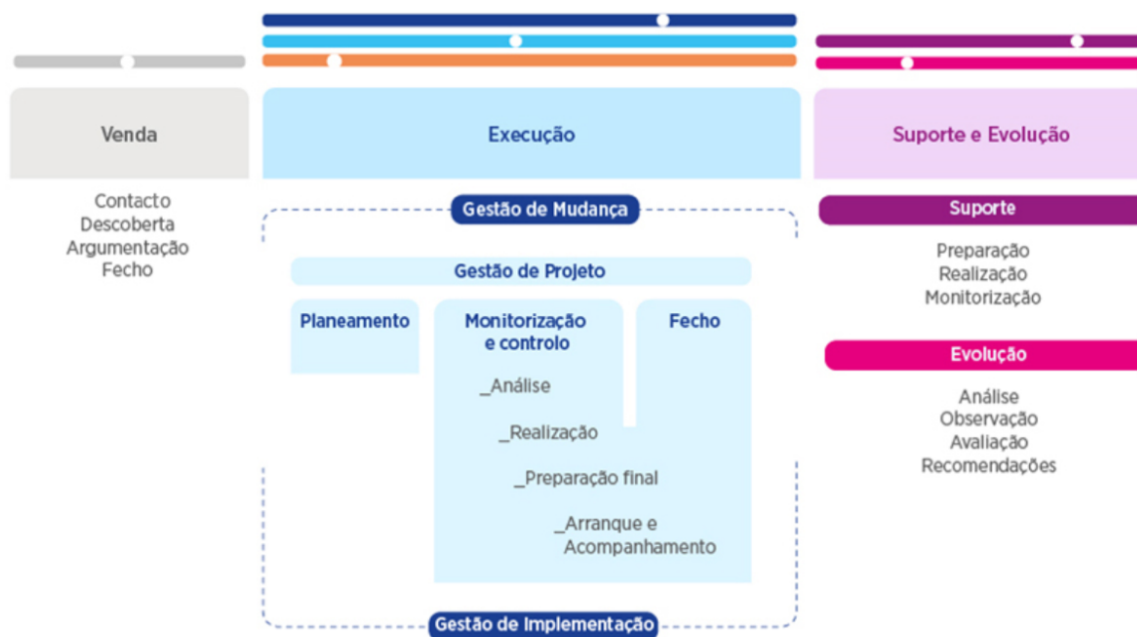 Venda
Execução
Suporte e Evolução
Contacto
Descoberta
Argumentação
Fecho
Gestão de Mudança
Gestão de Projeto
Planeamento
Monitorização
e controlo
Fecho
_Análise
_Realização
_Preparação final
_Arranque e
Acompanhamento
Gestão de Implementação
Suporte
Preparação
Realização
Monitorização
Evolução
Análise
Observação
Avaliação
Recomendações